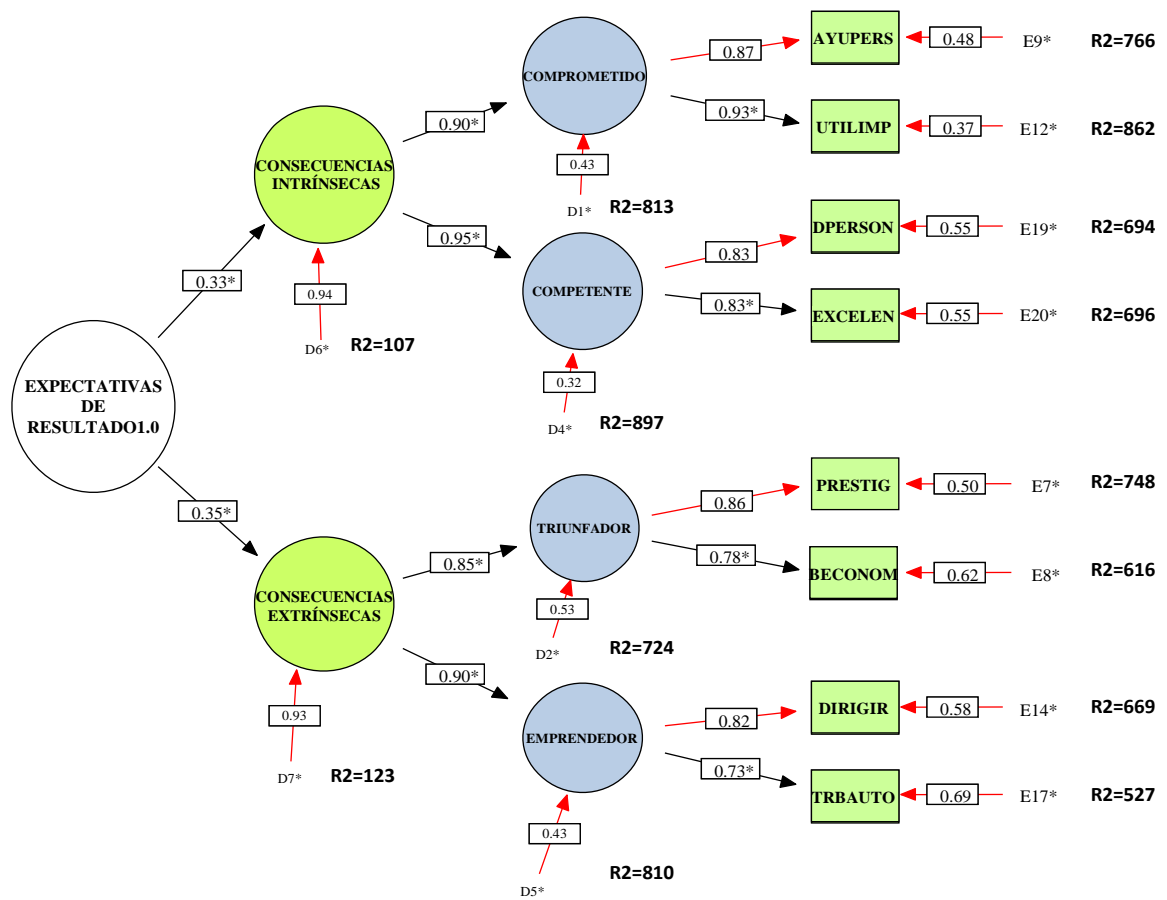 COMPROMETIDO
0.87
AYUPERS
0.48
E9*
R2=766
0.90*
0.93*
UTILIMP
0.37
E12*
R2=862
CONSECUENCIAS
INTRÍNSECAS
0.43
D1*
R2=813
0.95*
0.83
DPERSON
0.55
E19*
R2=694
0.33*
0.94
D6*
R2=107
COMPETENTE
0.83*
EXCELEN
0.55
E20*
R2=696
0.32
D4*
R2=897
EXPECTATIVAS
DE
RESULTADO1.0
0.35*
TRIUNFADOR
0.86
PRESTIG
0.50
E7*
R2=748
0.85*
0.78*
BECONOM
0.62
E8*
R2=616
CONSECUENCIAS
EXTRÍNSECAS
0.53
D2*
R2=724
0.90*
0.93
D7*
R2=123
EMPRENDEDOR
0.82
DIRIGIR
0.58
E14*
R2=669
0.73*
TRBAUTO
0.69
E17*
R2=527
0.43
D5*
R2=810